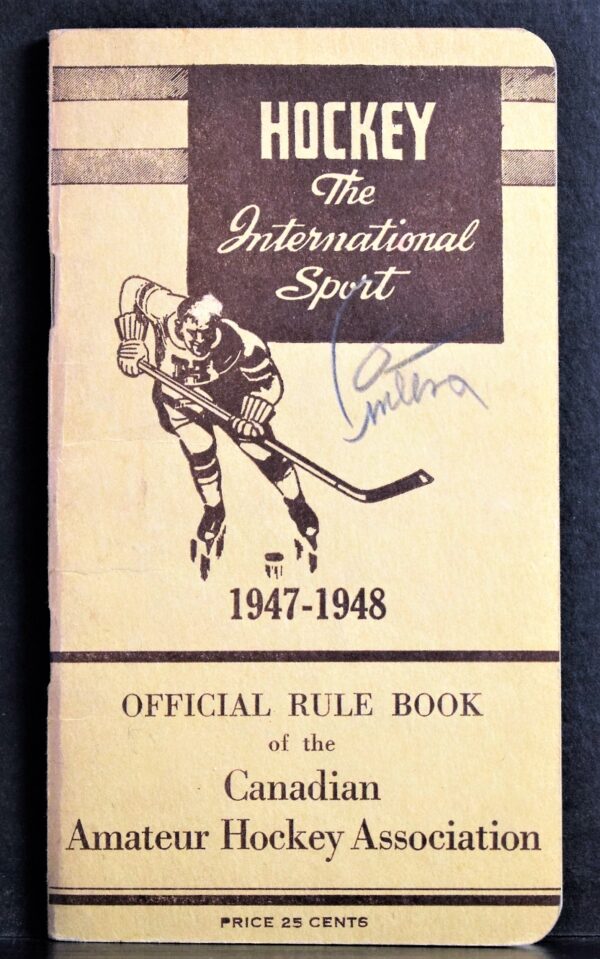 HOCKEY
The
International
Sport
1947-1948
OFFICIAL RULE BOOK
of the
Canadian
Amateur Hockey Association
PRICE 25 CENTS